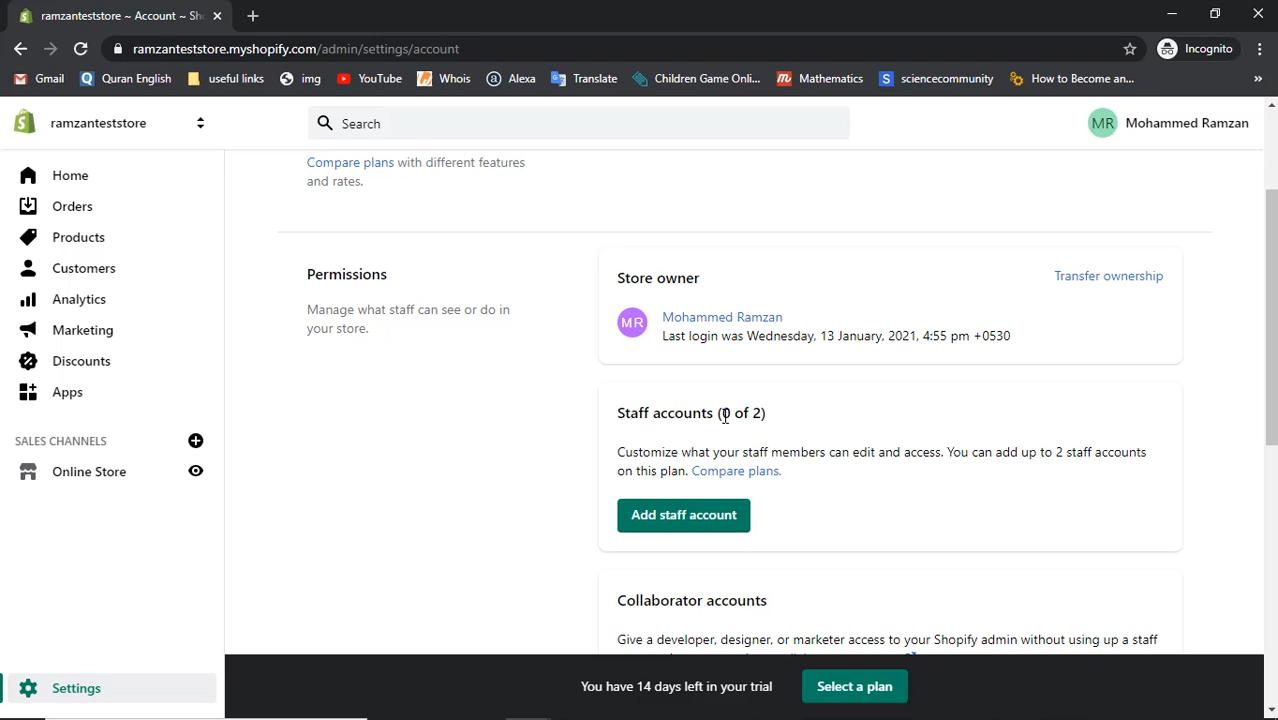 ramzanteststore ~ Account ~ Sh
ramzanteststore.myshopify.com/admin/settings/account
Incognito
Gmail
Quran English
useful links
img
YouTube
Whois
Alexa
Translate
Children Game Onli...
Mathematics
sciencecommunity
How to Become an...
»
ramzanteststore
Search
MR
Mohammed Ramzan
Home
Orders
Products
Customers
Analytics
Marketing
Discounts
Apps
SALES CHANNELS
Online Store
Settings
Compare plans with different features
and rates.
Permissions
Manage what staff can see or do in
your store.
Store owner
Transfer ownership
MR
Mohammed Ramzan
Last login was Wednesday, 13 January, 2021, 4:55 pm +0530
Staff accounts (0 of 2)
Customize what your staff members can edit and access. You can add up to 2 staff accounts
on this plan. Compare plans.
Add staff account
Collaborator accounts
Give a developer, designer, or marketer access to your Shopify admin without using up a staff
You have 14 days left in your trial
Select a plan